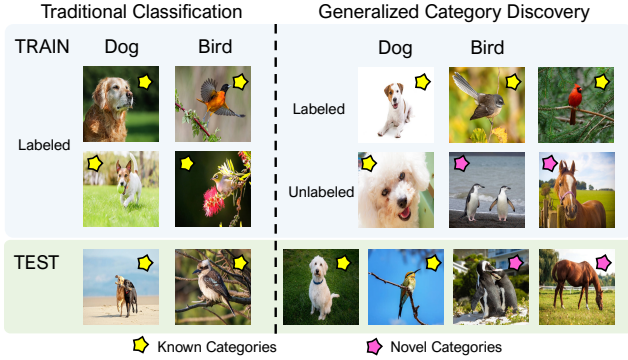 Traditional Classification
Generalized Category Discovery
TRAIN
Dog
Bird
Dog
Bird
Labeled
Labeled
Unlabeled
TEST
Known Categories
Novel Categories